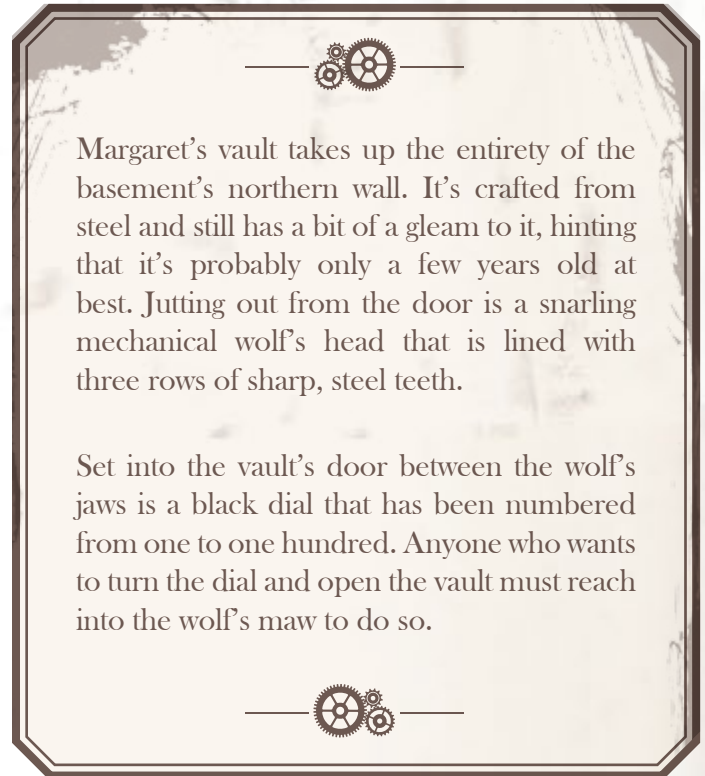 Margaret’s vault takes up the entirety of the
basement’s northern wall. It’s crafted from
steel and still has a bit of a gleam to it, hinting
that it’s probably only a few years old at
best. Jutting out from the door is a snarling
mechanical wolf’s head that is lined with
three rows of sharp, steel teeth.
Set into the vault’s door between the wolf’s
jaws is a black dial that has been numbered
from one to one hundred. Anyone who wants
to turn the dial and open the vault must reach
into the wolf’s maw to do so.